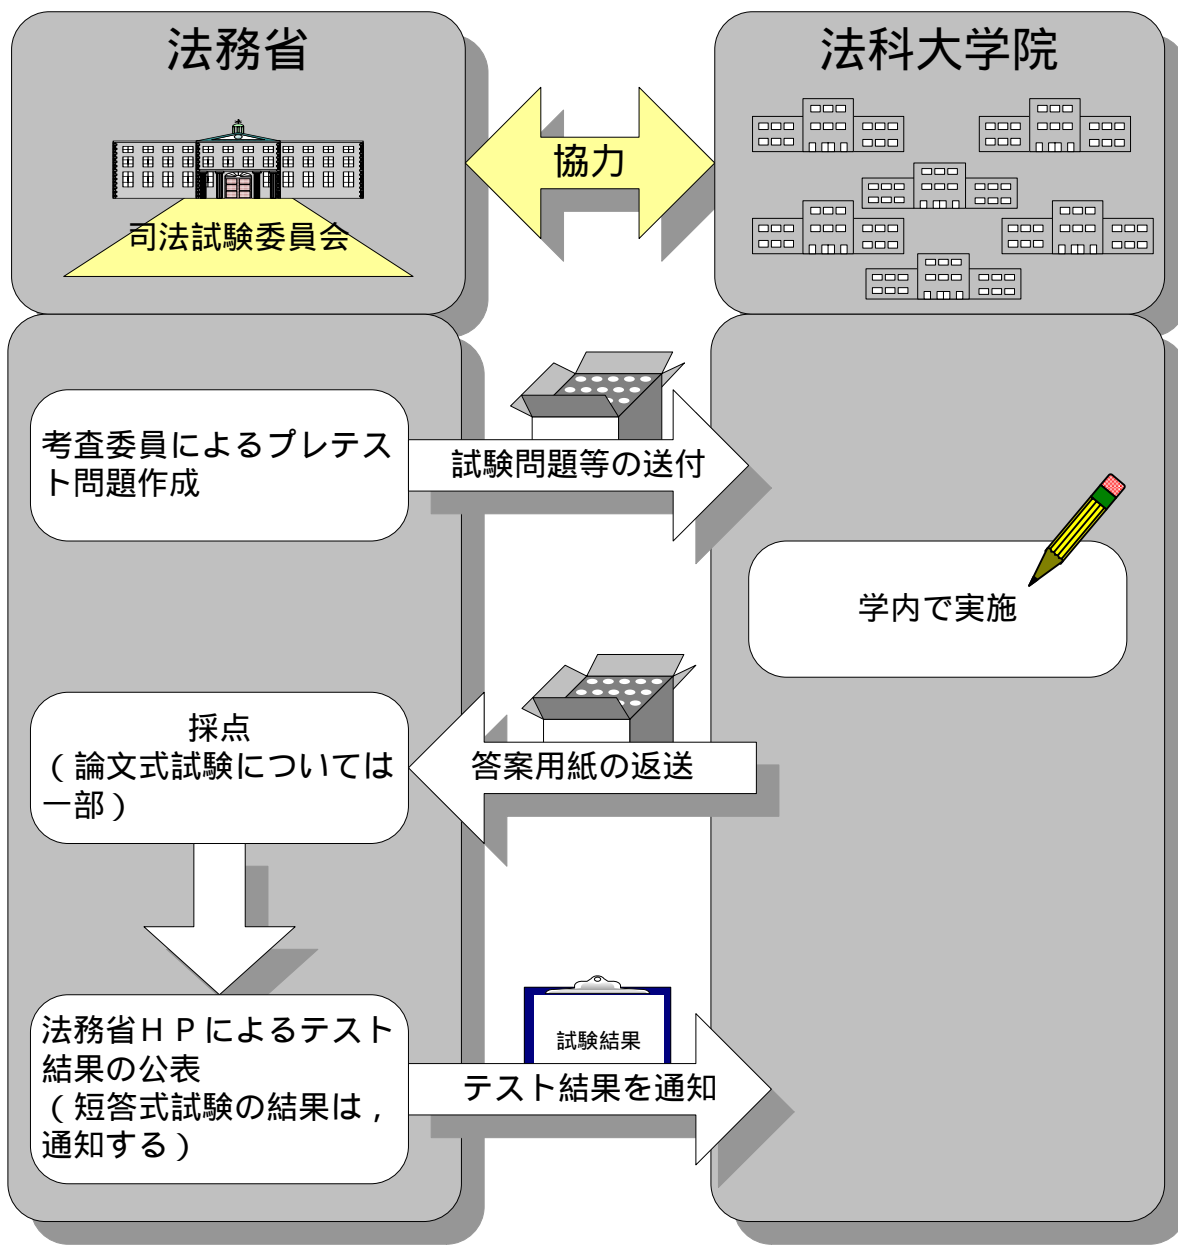 法務省
法科大学院
協力
司法試験委員会
考査委員によるプレテス
ト問題作成
試験問題等の送付
学内で実施
採点
（論文式試験については
一部）
答案用紙の返送
法務省ＨＰによるテスト
結果の公表
（短答式試験の結果は，
通知する）
試験結果
テスト結果を通知